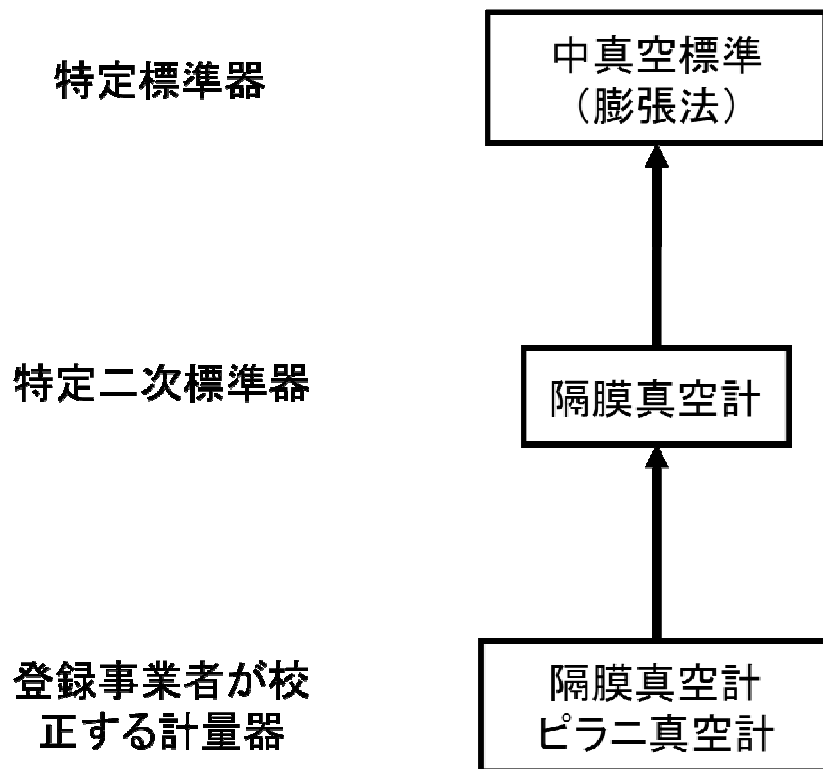 特定標準器
中真空標準
（膨張法）
特定二次標準器
隔膜真空計
登録事業者が校
正する計量器
隔膜真空計
ピラニ真空計